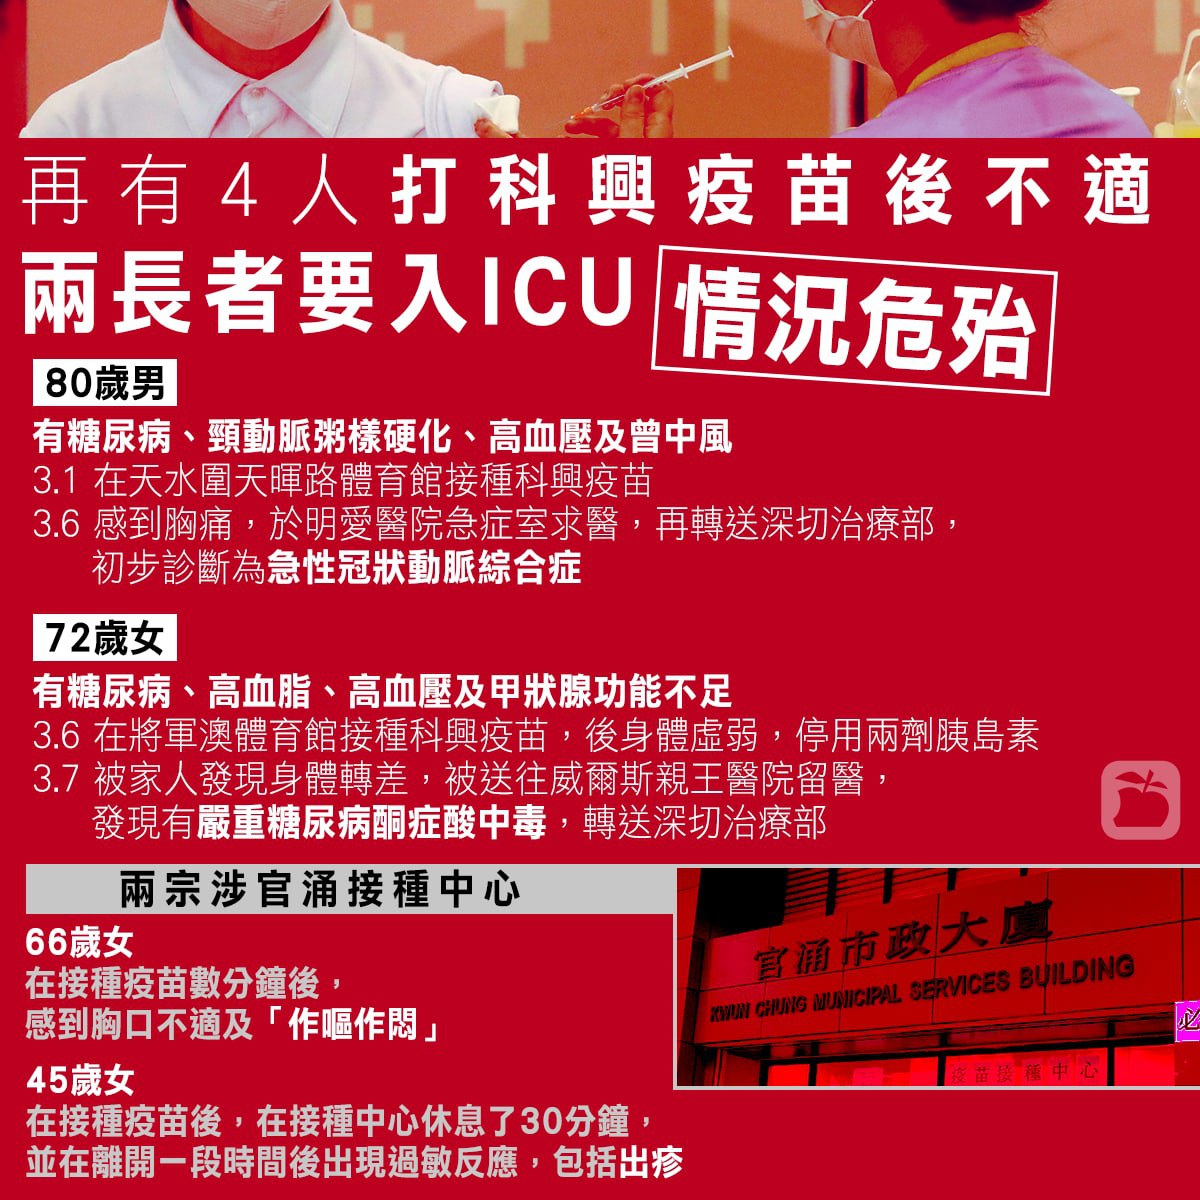 再有4人打科興疫苗後不適
兩長者要入ICU 情況危殆
80歲男
有糖尿病、頸動脈粥樣硬化、高血壓及曾中風
3.1 在天水圍天暉路體育館接種科興疫苗
3.6 感到胸痛，於明愛醫院急症室求醫，再轉送深切治療部，
初步診斷為急性冠狀動脈綜合症
72歲女
有糖尿病、高血脂、高血壓及甲狀腺功能不足
3.6 在將軍澳體育館接種科興疫苗，後身體虛弱，停用兩劑胰島素
3.7 被家人發現身體轉差，被送往威爾斯親王醫院留醫，
發現有嚴重糖尿病酮症酸中毒，轉送深切治療部
兩宗涉官涌接種中心
66歲女
在接種疫苗數分鐘後，
感到胸口不適及「作嘔作悶」
45歲女
在接種疫苗後，在接種中心休息了30分鐘，
並在離開一段時間後出現過敏反應，包括出疹
官涌市政大廈
KWUN CHUNG MUNICIPAL SERVICES BUILDING
疫苗接種中心
必